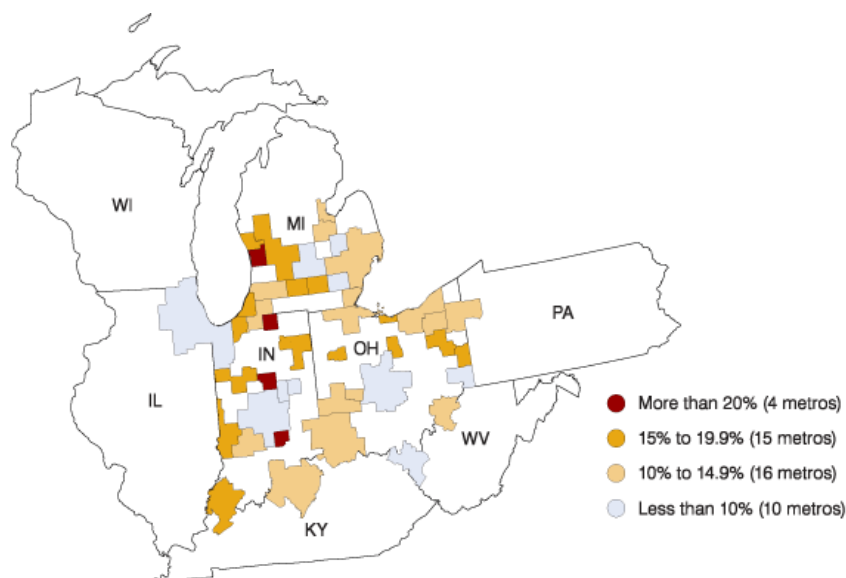 WI
MI
PA
OH
IN
IL
WV
KY
More than 20% (4 metros)
15% to 19.9% (15 metros)
10% to 14.9% (16 metros)
Less than 10% (10 metros)